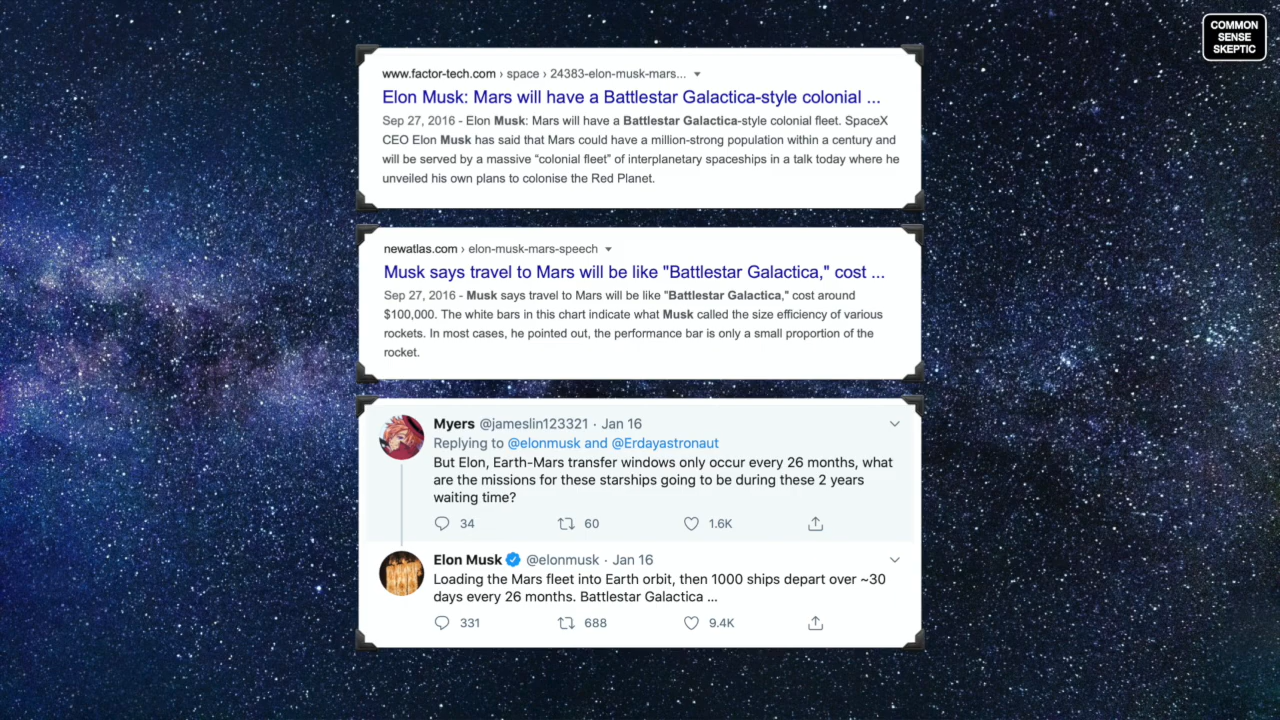 COMMON
SENSE
SKEPTIC
www.factor-tech.com › space › 24383-elon-musk-mars...
Elon Musk: Mars will have a Battlestar Galactica-style colonial ...
Sep 27, 2016 - Elon Musk: Mars will have a Battlestar Galactica-style colonial fleet. SpaceX
CEO Elon Musk has said that Mars could have a million-strong population within a century and
will be served by a massive “colonial fleet” of interplanetary spaceships in a talk today where he
unveiled his own plans to colonise the Red Planet.
newatlas.com › elon-musk-mars-speech
Musk says travel to Mars will be like "Battlestar Galactica," cost ...
Sep 27, 2016 - Musk says travel to Mars will be like "Battlestar Galactica," cost around
$100,000. The white bars in this chart indicate what Musk called the size efficiency of various
rockets. In most cases, he pointed out, the performance bar is only a small proportion of the
rocket.
Myers @jameslin123321 · Jan 16
Replying to @elonmusk and @Erdayastronaut
But Elon, Earth-Mars transfer windows only occur every 26 months, what
are the missions for these starships going to be during these 2 years
waiting time?
34 60 1.6K
Elon Musk @elonmusk · Jan 16
Loading the Mars fleet into Earth orbit, then 1000 ships depart over ~30
days every 26 months. Battlestar Galactica ...
331 688 9.4K